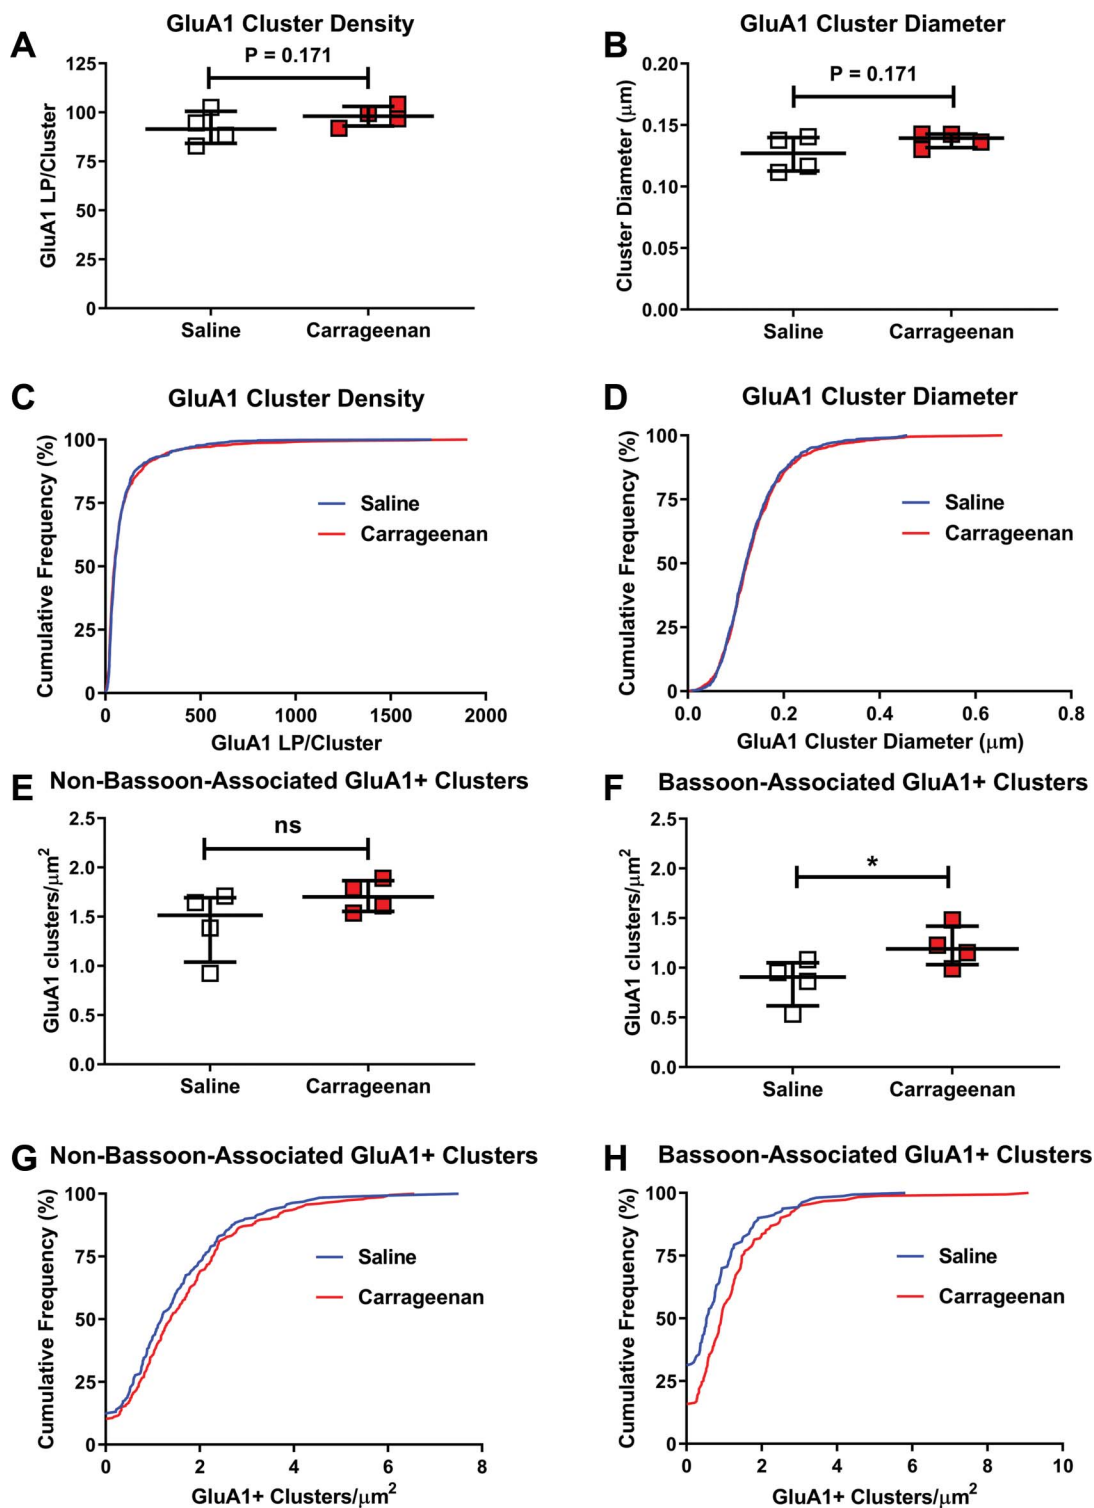 A
GluA1 Cluster Density
P = 0.171
GluA1 LP/Cluster
125
100
75
50
25
0
Saline
Carrageenan
B
GluA1 Cluster Diameter
P = 0.171
Cluster Diameter (μm)
0.20
0.15
0.10
0.05
0.00
Saline
Carrageenan
C
GluA1 Cluster Density
Cumulative Frequency (%)
100
75
50
25
0
Saline
Carrageenan
0 500 1000 1500 2000
GluA1 LP/Cluster
D
GluA1 Cluster Diameter
Cumulative Frequency (%)
100
75
50
25
0
Saline
Carrageenan
0.0 0.2 0.4 0.6 0.8
GluA1 Cluster Diameter (μm)
E
Non-Bassoon-Associated GluA1+ Clusters
ns
GluA1 clusters/μm²
2.5
2.0
1.5
1.0
0.5
0.0
Saline
Carrageenan
F
Bassoon-Associated GluA1+ Clusters
*
GluA1 clusters/μm²
2.5
2.0
1.5
1.0
0.5
0.0
Saline
Carrageenan
G
Non-Bassoon-Associated GluA1+ Clusters
Cumulative Frequency (%)
100
75
50
25
0
Saline
Carrageenan
0 2 4 6 8
GluA1+ Clusters/μm²
H
Bassoon-Associated GluA1+ Clusters
Cumulative Frequency (%)
100
75
50
25
0
Saline
Carrageenan
0 2 4 6 8 10
GluA1+ Clusters/μm²